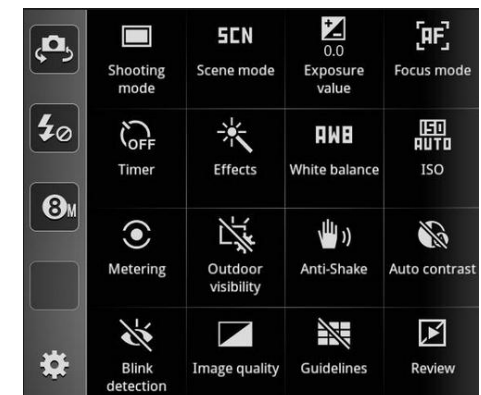 SCN
0.0
AF
Shooting
mode
Scene mode
Exposure
value
Focus mode
OFF
AWB
ISO
AUTO
Timer
Effects
White balance
ISO
8M
Metering
Outdoor
visibility
Anti-Shake
Auto contrast
Blink
detection
Image quality
Guidelines
Review